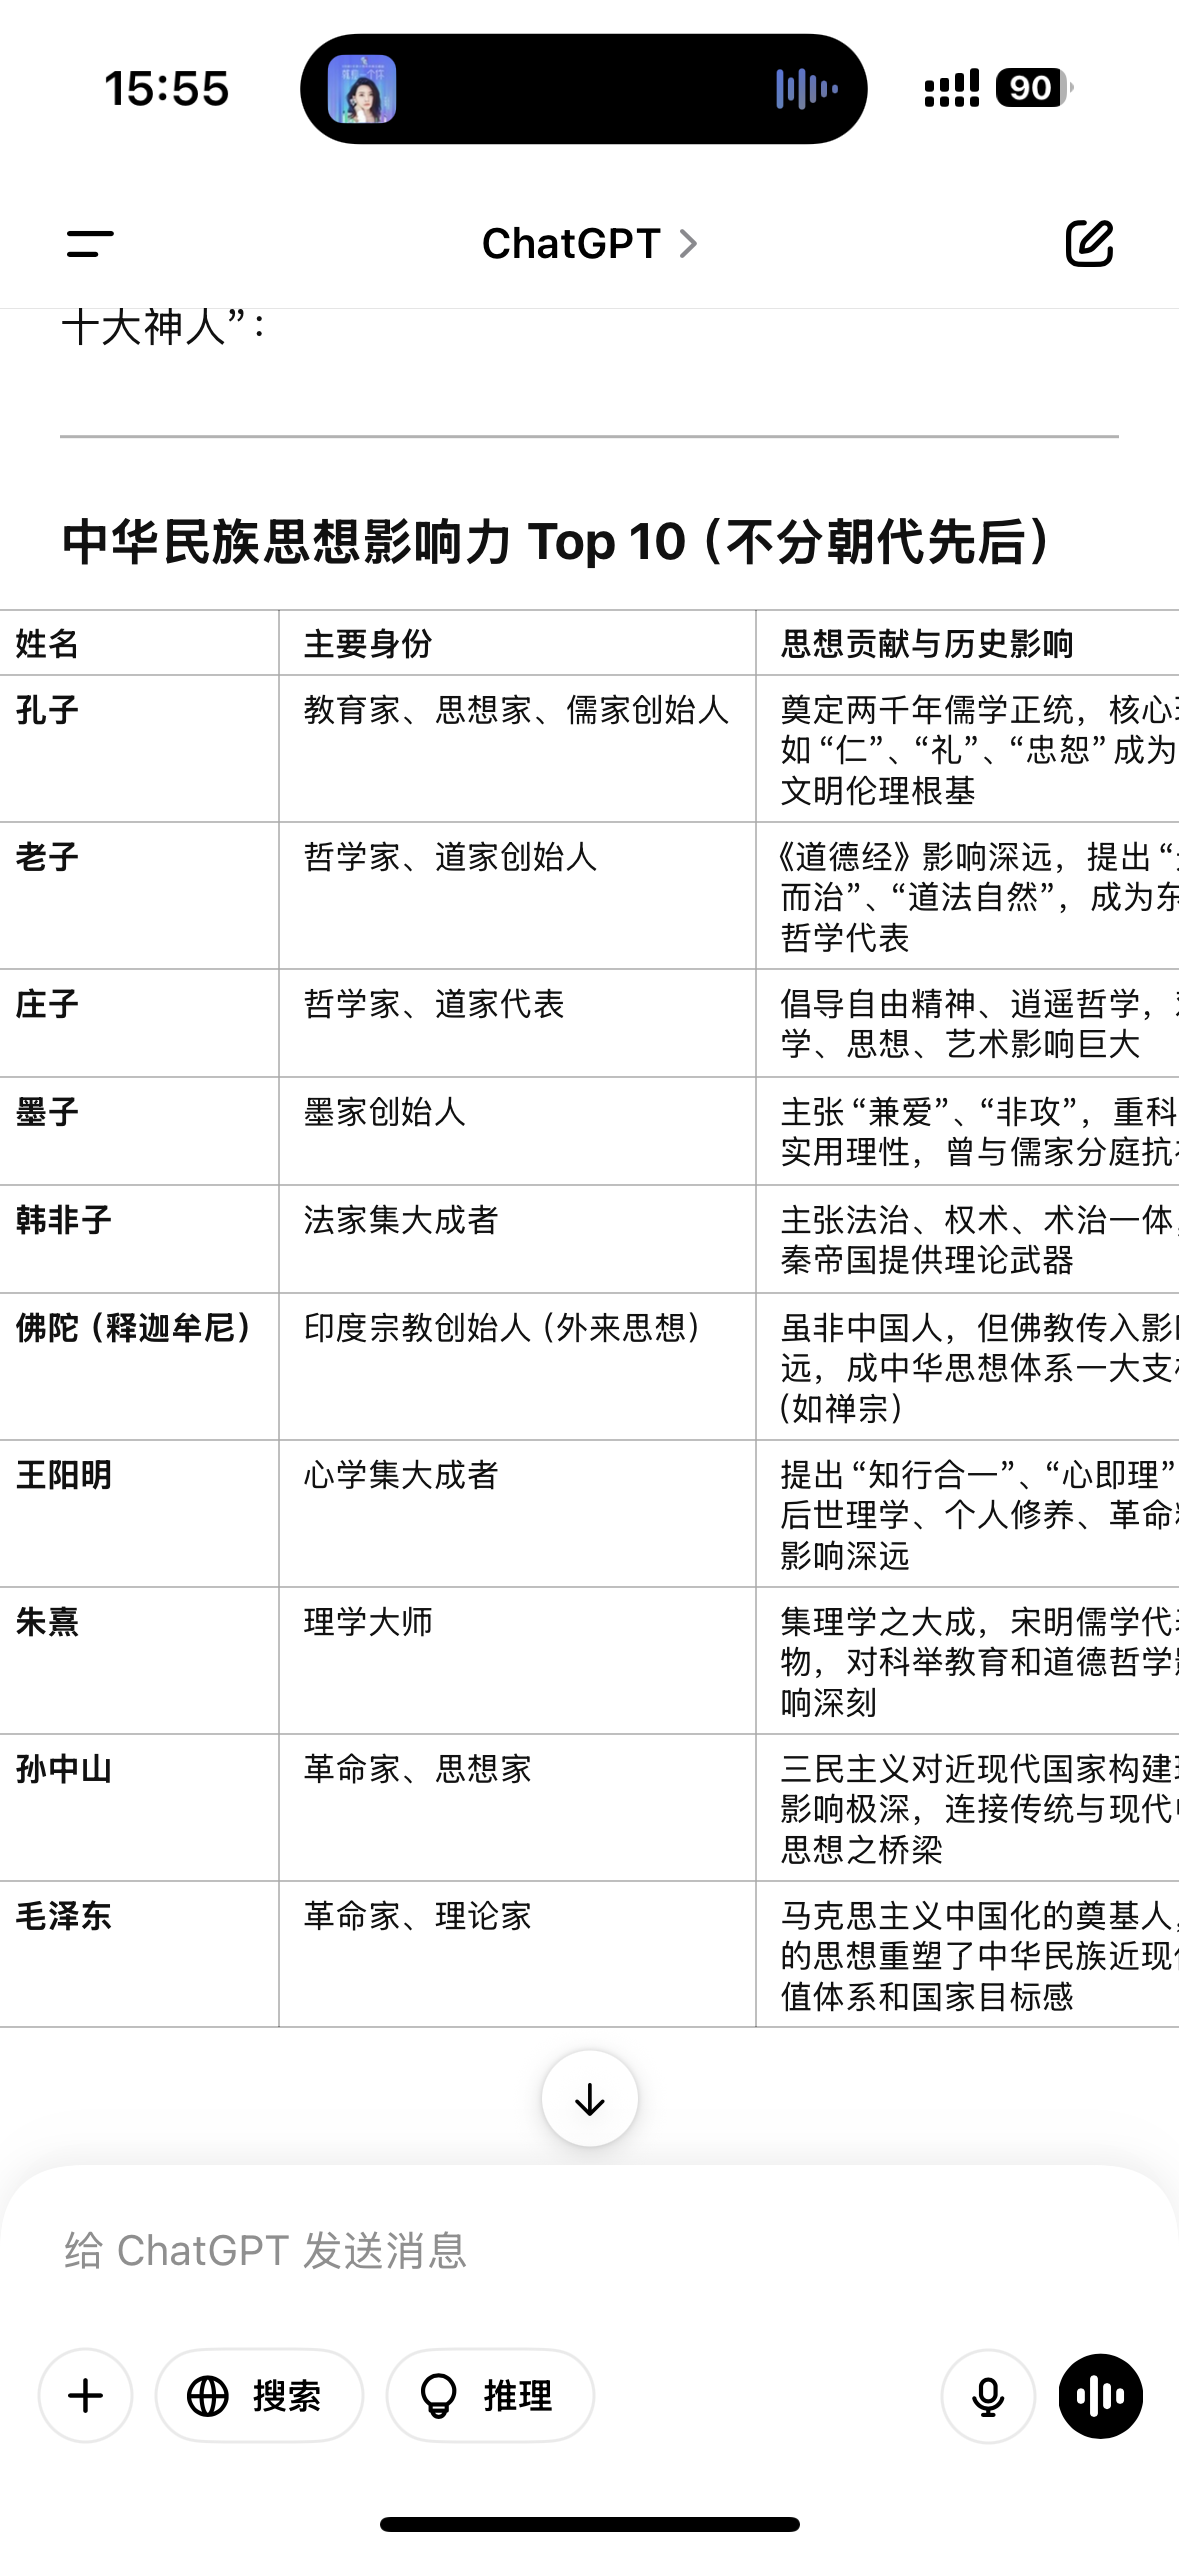 15:55
90
ChatGPT
十大神人”：
中华民族思想影响力 Top 10（不分朝代先后）
姓名 主要身份 思想贡献与历史影响
孔子 教育家、思想家、儒家创始人 奠定两千年儒学正统，核心
如“仁”、“礼”、“忠恕”成为
文明伦理根基
老子 哲学家、道家创始人 《道德经》影响深远，提出“
而治”、“道法自然”，成为东
哲学代表
庄子 哲学家、道家代表 倡导自由精神、逍遥哲学，
学、思想、艺术影响巨大
墨子 墨家创始人 主张“兼爱”、“非攻”，重科
实用理性，曾与儒家分庭抗
韩非子 法家集大成者 主张法治、权术、术治一体，
秦帝国提供理论武器
佛陀（释迦牟尼） 印度宗教创始人（外来思想） 虽非中国人，但佛教传入影
远，成中华思想体系一大支
（如禅宗）
王阳明 心学集大成者 提出“知行合一”、“心即理”
后世理学、个人修养、革命
影响深远
朱熹 理学大师 集理学之大成，宋明儒学代
物，对科举教育和道德哲学
响深刻
孙中山 革命家、思想家 三民主义对近现代国家构建
影响极深，连接传统与现代
思想之桥梁
毛泽东 革命家、理论家 马克思主义中国化的奠基人，
的思想重塑了中华民族近现
值体系和国家目标感
给 ChatGPT 发送消息
搜索
推理